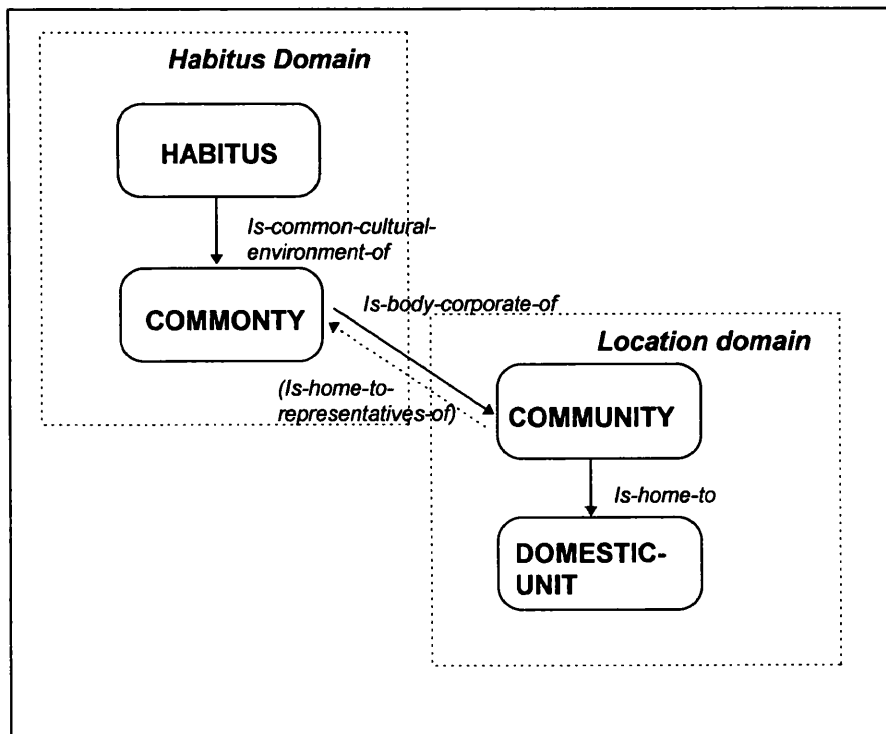 Habitus Domain
HABITUS
Is-common-cultural-
environment-of
COMMONTY
Is-body-corporate-of
Location domain
(Is-home-to-
representatives-of)
COMMUNITY
Is-home-to
DOMESTIC-
UNIT